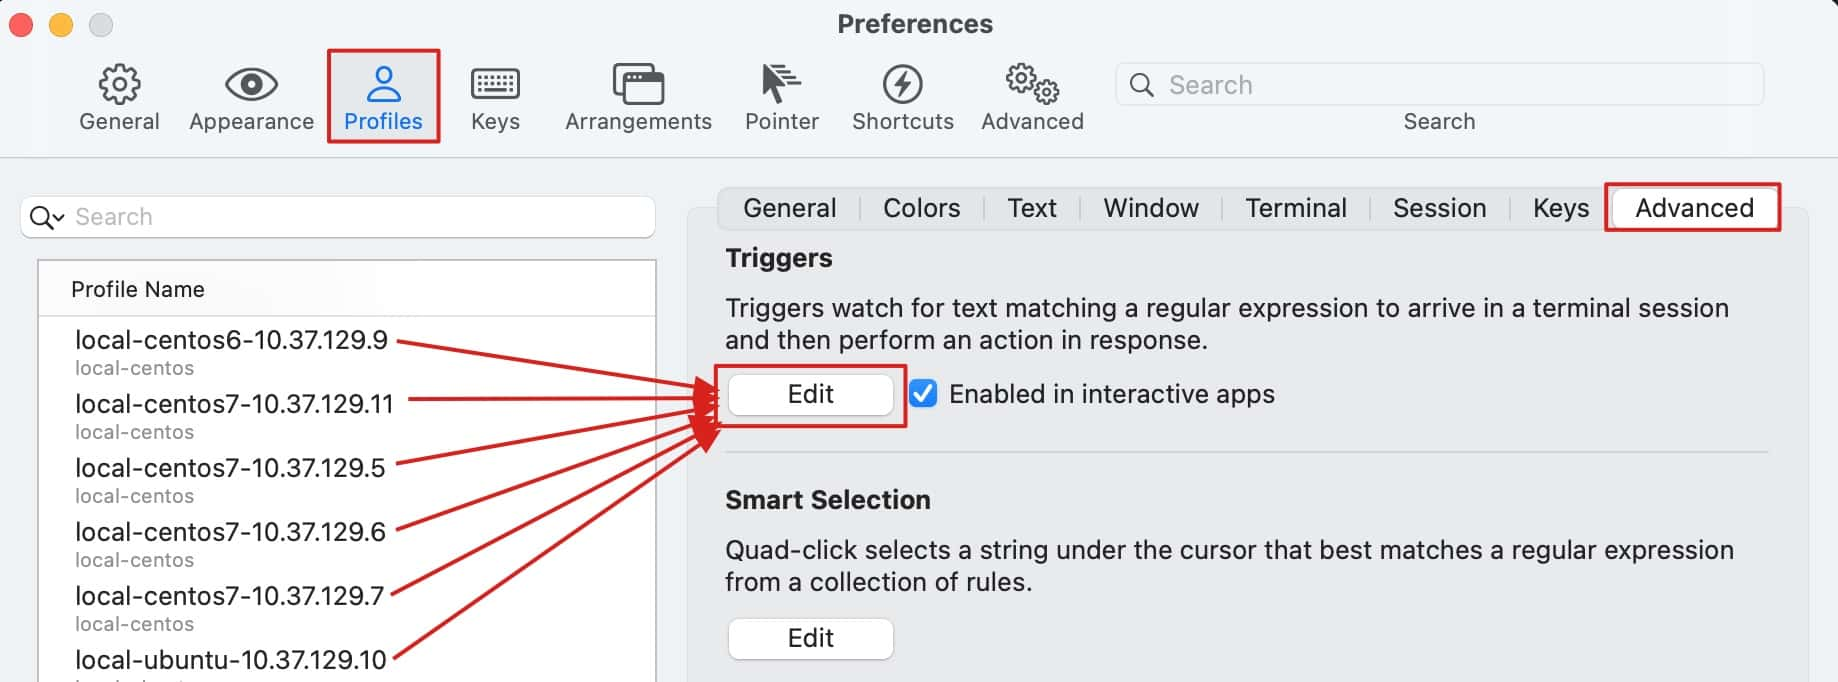 Preferences
General
Appearance
Profiles
Keys
Arrangements
Pointer
Shortcuts
Advanced
Search
Search
Search
Profile Name
local-centos6-10.37.129.9
local-centos
local-centos7-10.37.129.11
local-centos
local-centos7-10.37.129.5
local-centos
local-centos7-10.37.129.6
local-centos
local-centos7-10.37.129.7
local-centos
local-ubuntu-10.37.129.10
General
Colors
Text
Window
Terminal
Session
Keys
Advanced
Triggers
Triggers watch for text matching a regular expression to arrive in a terminal session
and then perform an action in response.
Edit
Enabled in interactive apps
Smart Selection
Quad-click selects a string under the cursor that best matches a regular expression
from a collection of rules.
Edit